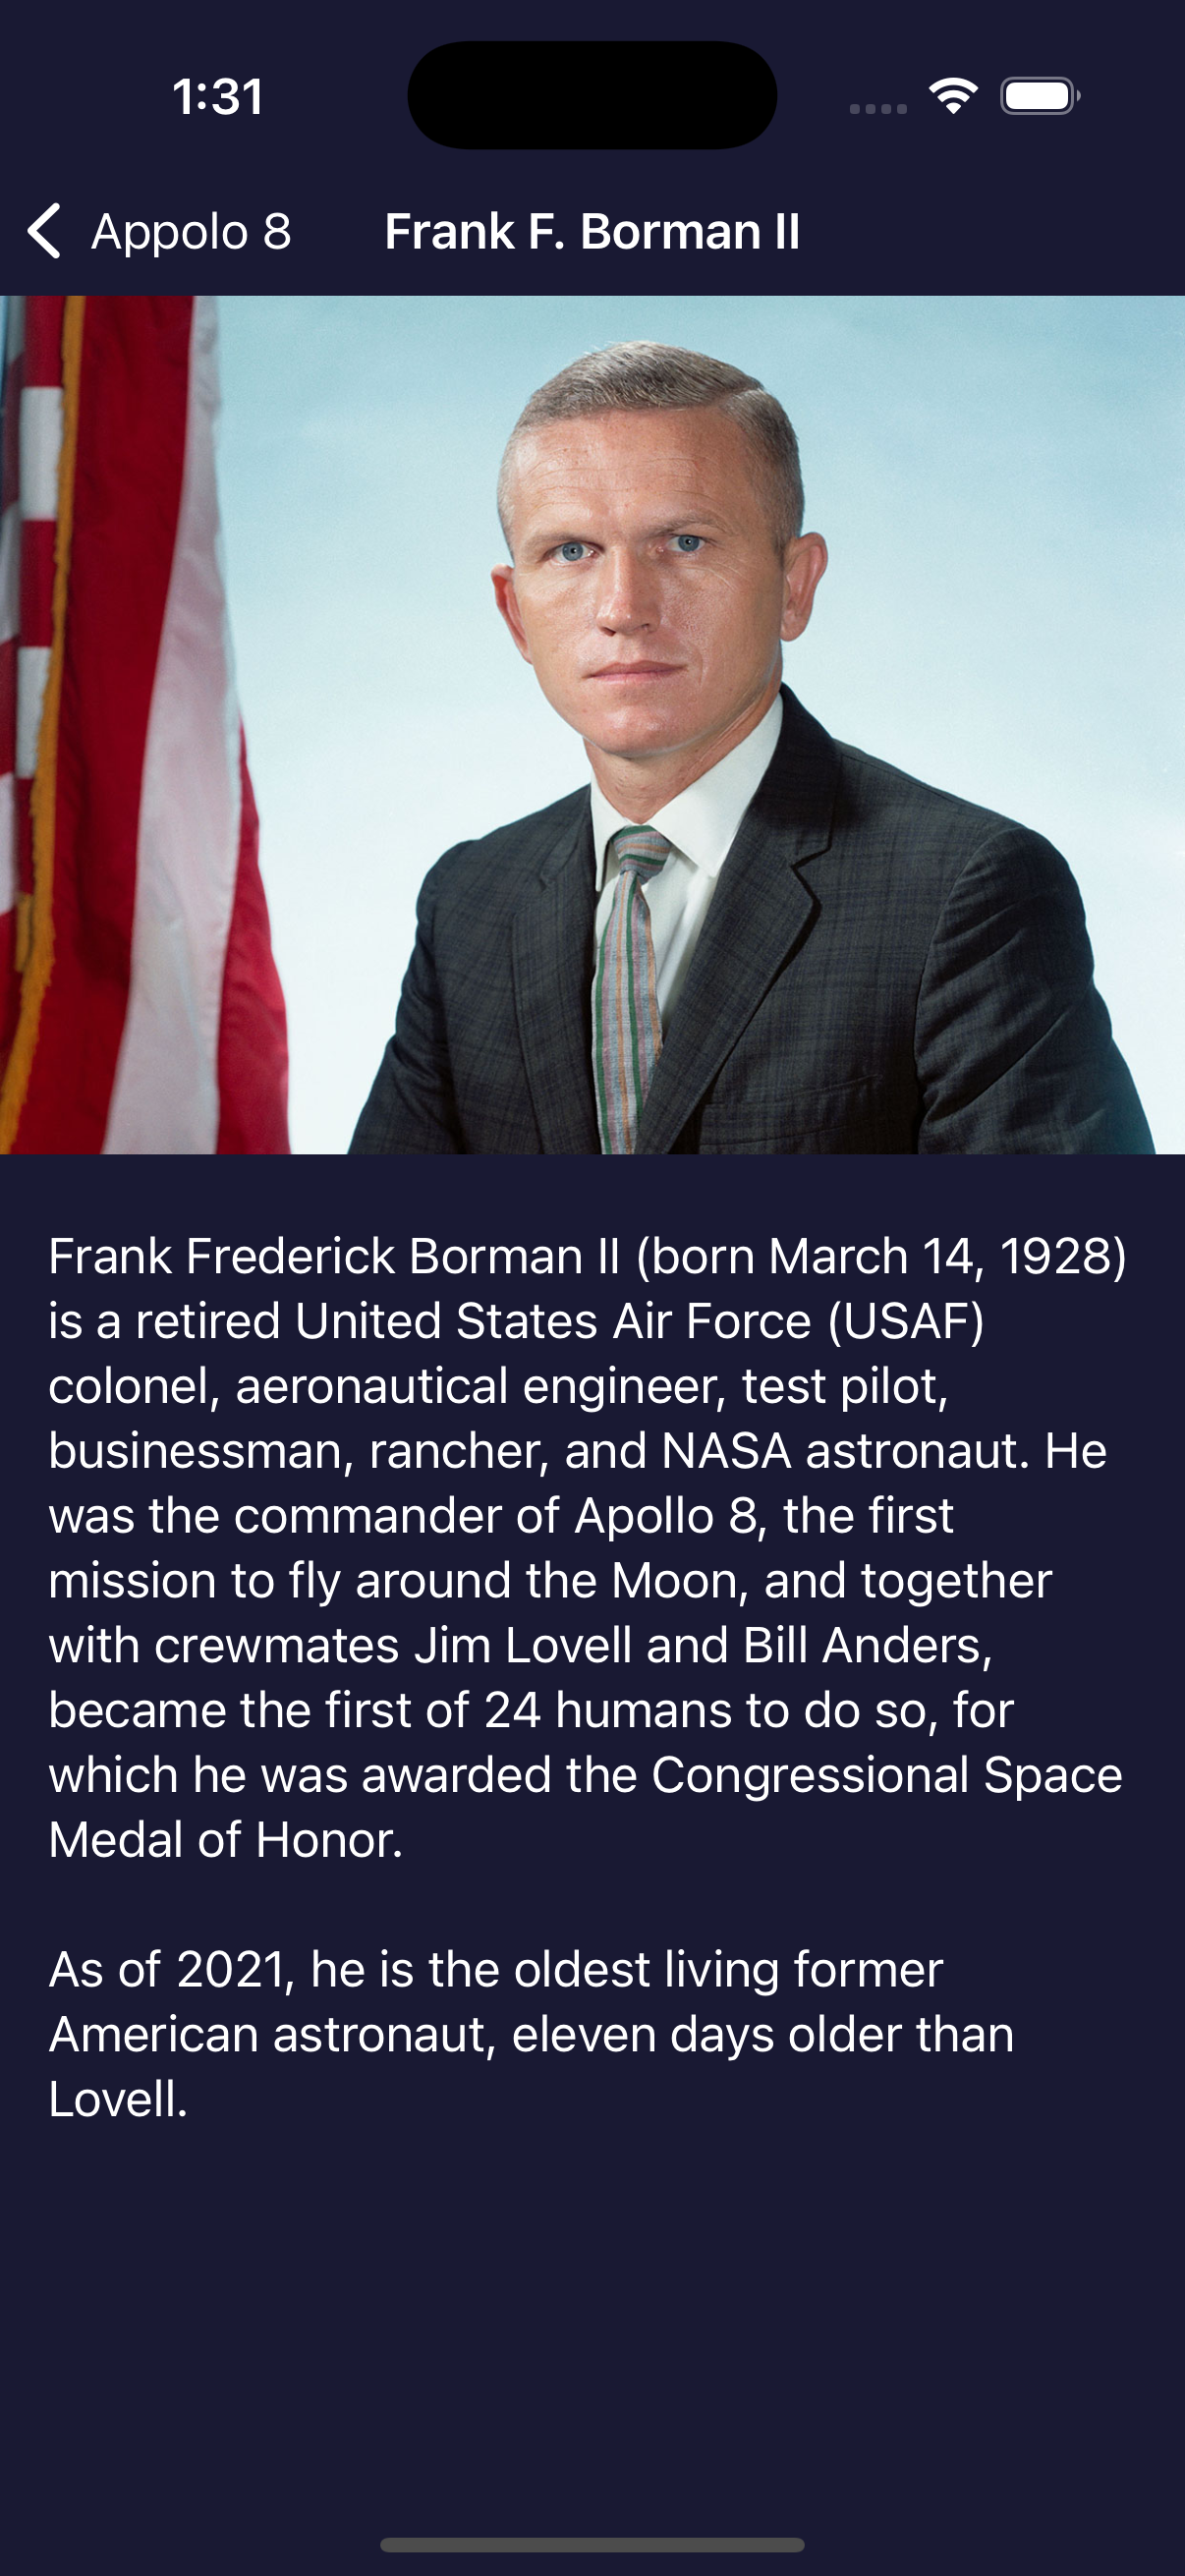 1:31
Appolo 8
Frank F. Borman II
Frank Frederick Borman II (born March 14, 1928)
is a retired United States Air Force (USAF)
colonel, aeronautical engineer, test pilot,
businessman, rancher, and NASA astronaut. He
was the commander of Apollo 8, the first
mission to fly around the Moon, and together
with crewmates Jim Lovell and Bill Anders,
became the first of 24 humans to do so, for
which he was awarded the Congressional Space
Medal of Honor.
As of 2021, he is the oldest living former
American astronaut, eleven days older than
Lovell.